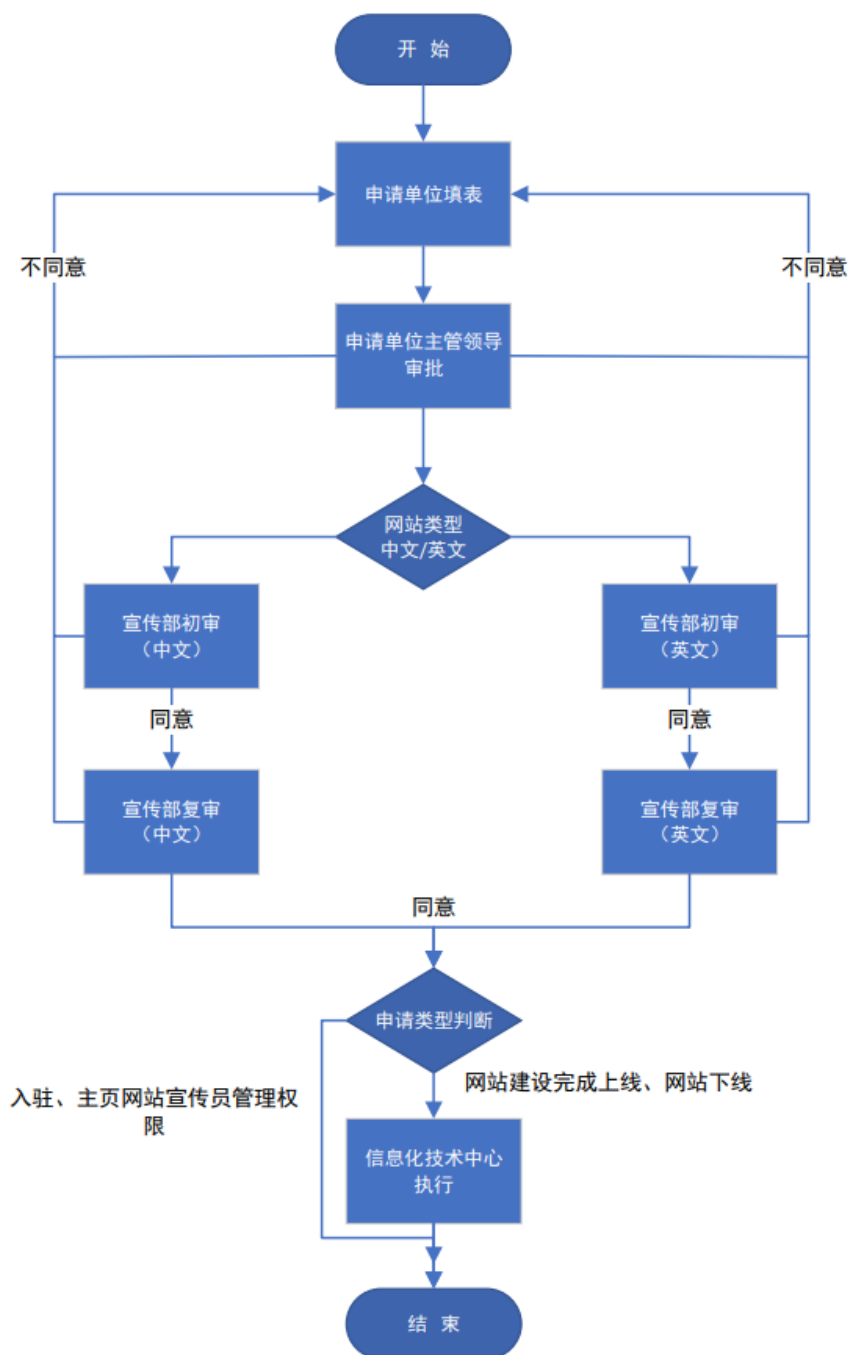 开 始
申请单位填表
不同意
不同意
申请单位主管领导
审批
网站类型
中文/英文
宣传部初审
（中文）
宣传部初审
（英文）
同意
同意
宣传部复审
（中文）
宣传部复审
（英文）
同意
申请类型判断
网站建设完成上线、网站下线
入驻、主页网站宣传员管理权
限
信息化技术中心
执行
结 束